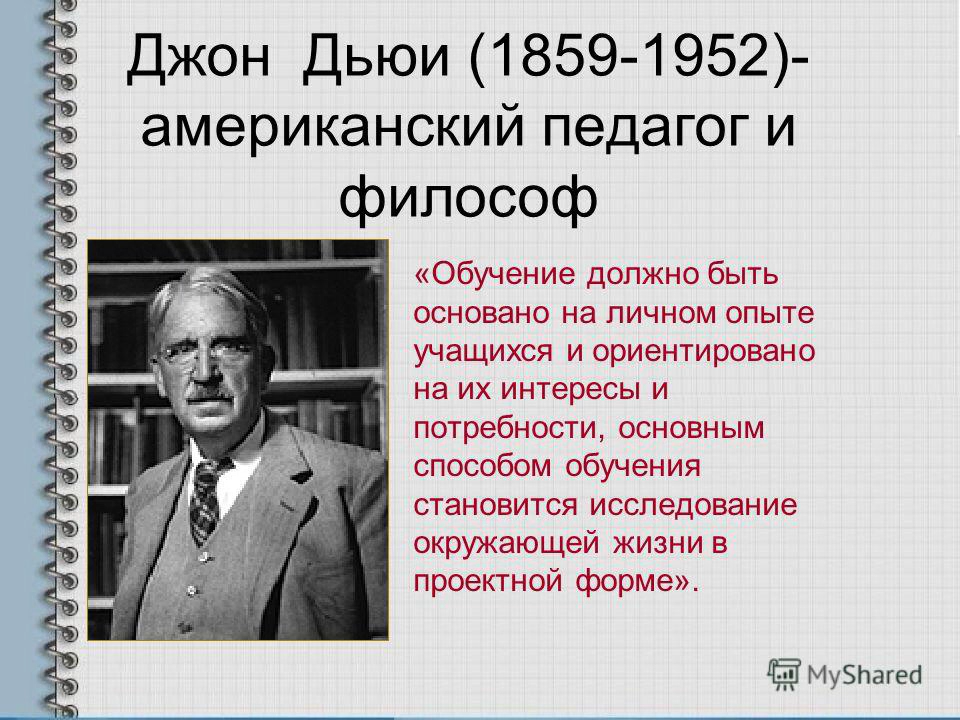 Джон Дьюи (1859-1952)-
американский педагог и
философ
«Обучение должно быть
основано на личном опыте
учащихся и ориентировано
на их интересы и
потребности, основным
способом обучения
становится исследование
окружающей жизни в
проектной форме».
MyShared